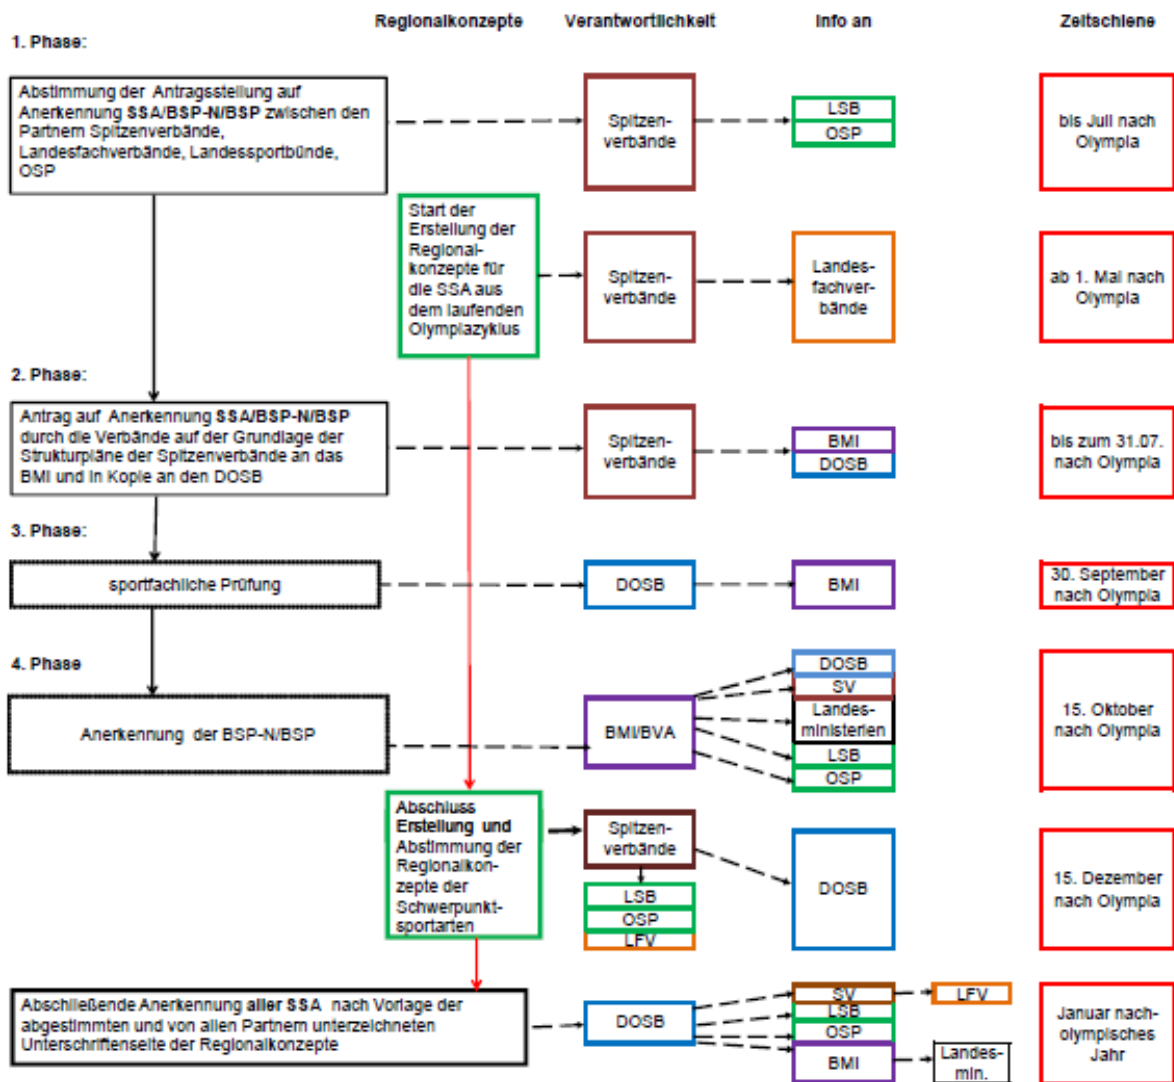 Regionalkonzepte Verantwortlichkeit Info an Zeitschiene
1. Phase:
Abstimmung der Antragsstellung auf
Anerkennung SSA/BSP-N/BSP zwischen den
Partnern Spitzenverbände,
Landesfachverbände, Landessportbünde,
OSP
Spitzen-
verbände
LSB
OSP
bis Juli nach
Olympia
Start der
Erstellung der
Regional-
konzepte für
die SSA aus
dem laufenden
Olympiazyklus
Spitzen-
verbände
Landes-
fachver-
bände
ab 1. Mai nach
Olympia
2. Phase:
Antrag auf Anerkennung SSA/BSP-N/BSP
durch die Verbände auf der Grundlage der
Strukturpläne der Spitzenverbände an das
BMI und in Kopie an den DOSB
Spitzen-
verbände
BMI
DOSB
bis zum 31.07.
nach Olympia
3. Phase:
sportfachliche Prüfung
DOSB
BMI
30. September
nach Olympia
4. Phase
Anerkennung der BSP-N/BSP
BMI/BVA
DOSB
SV
Landes-
ministerien
LSB
OSP
15. Oktober
nach Olympia
Abschluss
Erstellung und
Abstimmung der
Regionalkon-
zepte der
Schwerpunkt-
sportarten
Spitzen-
verbände
LSB
OSP
LFV
DOSB
15. Dezember
nach Olympia
Abschließende Anerkennung aller SSA nach Vorlage der
abgestimmten und von allen Partnern unterzeichneten
Unterschriftenseite der Regionalkonzepte
DOSB
SV
LSB
OSP
BMI
LFV
Landes-
min.
Januar nach-
olympisches
Jahr